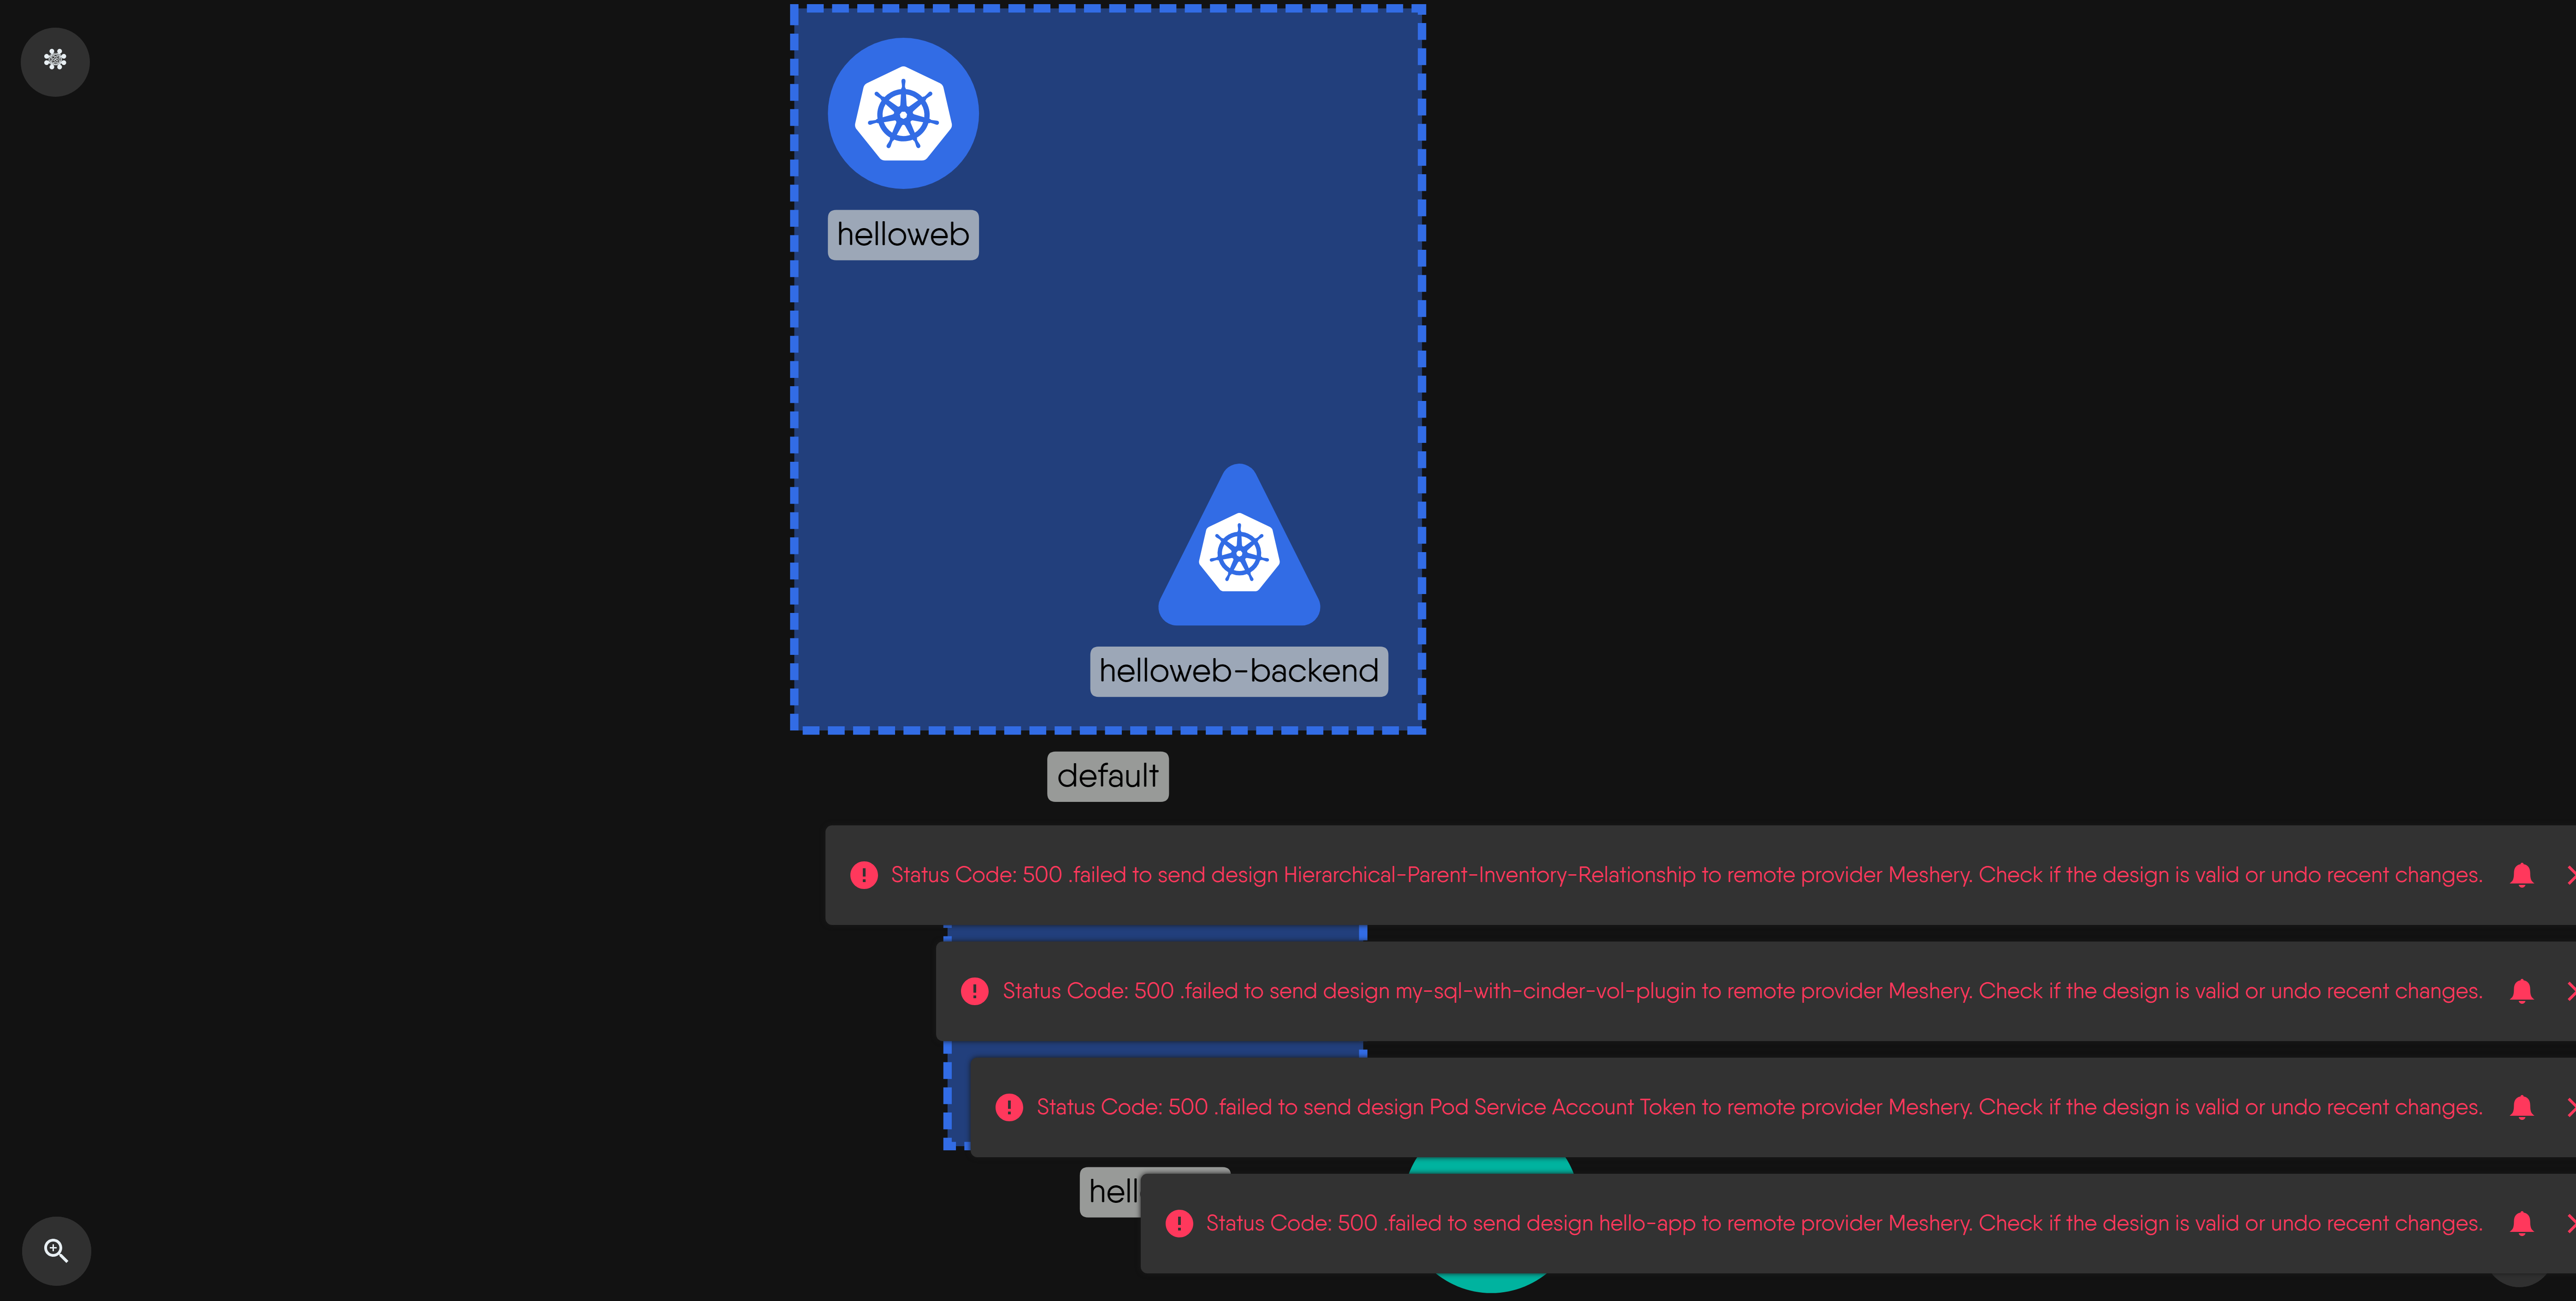 helloweb
helloweb-backend
default
Status Code: 500 .failed to send design Hierarchical-Parent-Inventory-Relationship to remote provider Meshery. Check if the design is valid or undo recent changes.
Status Code: 500 .failed to send design my-sql-with-cinder-vol-plugin to remote provider Meshery. Check if the design is valid or undo recent changes.
Status Code: 500 .failed to send design Pod Service Account Token to remote provider Meshery. Check if the design is valid or undo recent changes.
Status Code: 500 .failed to send design hello-app to remote provider Meshery. Check if the design is valid or undo recent changes.